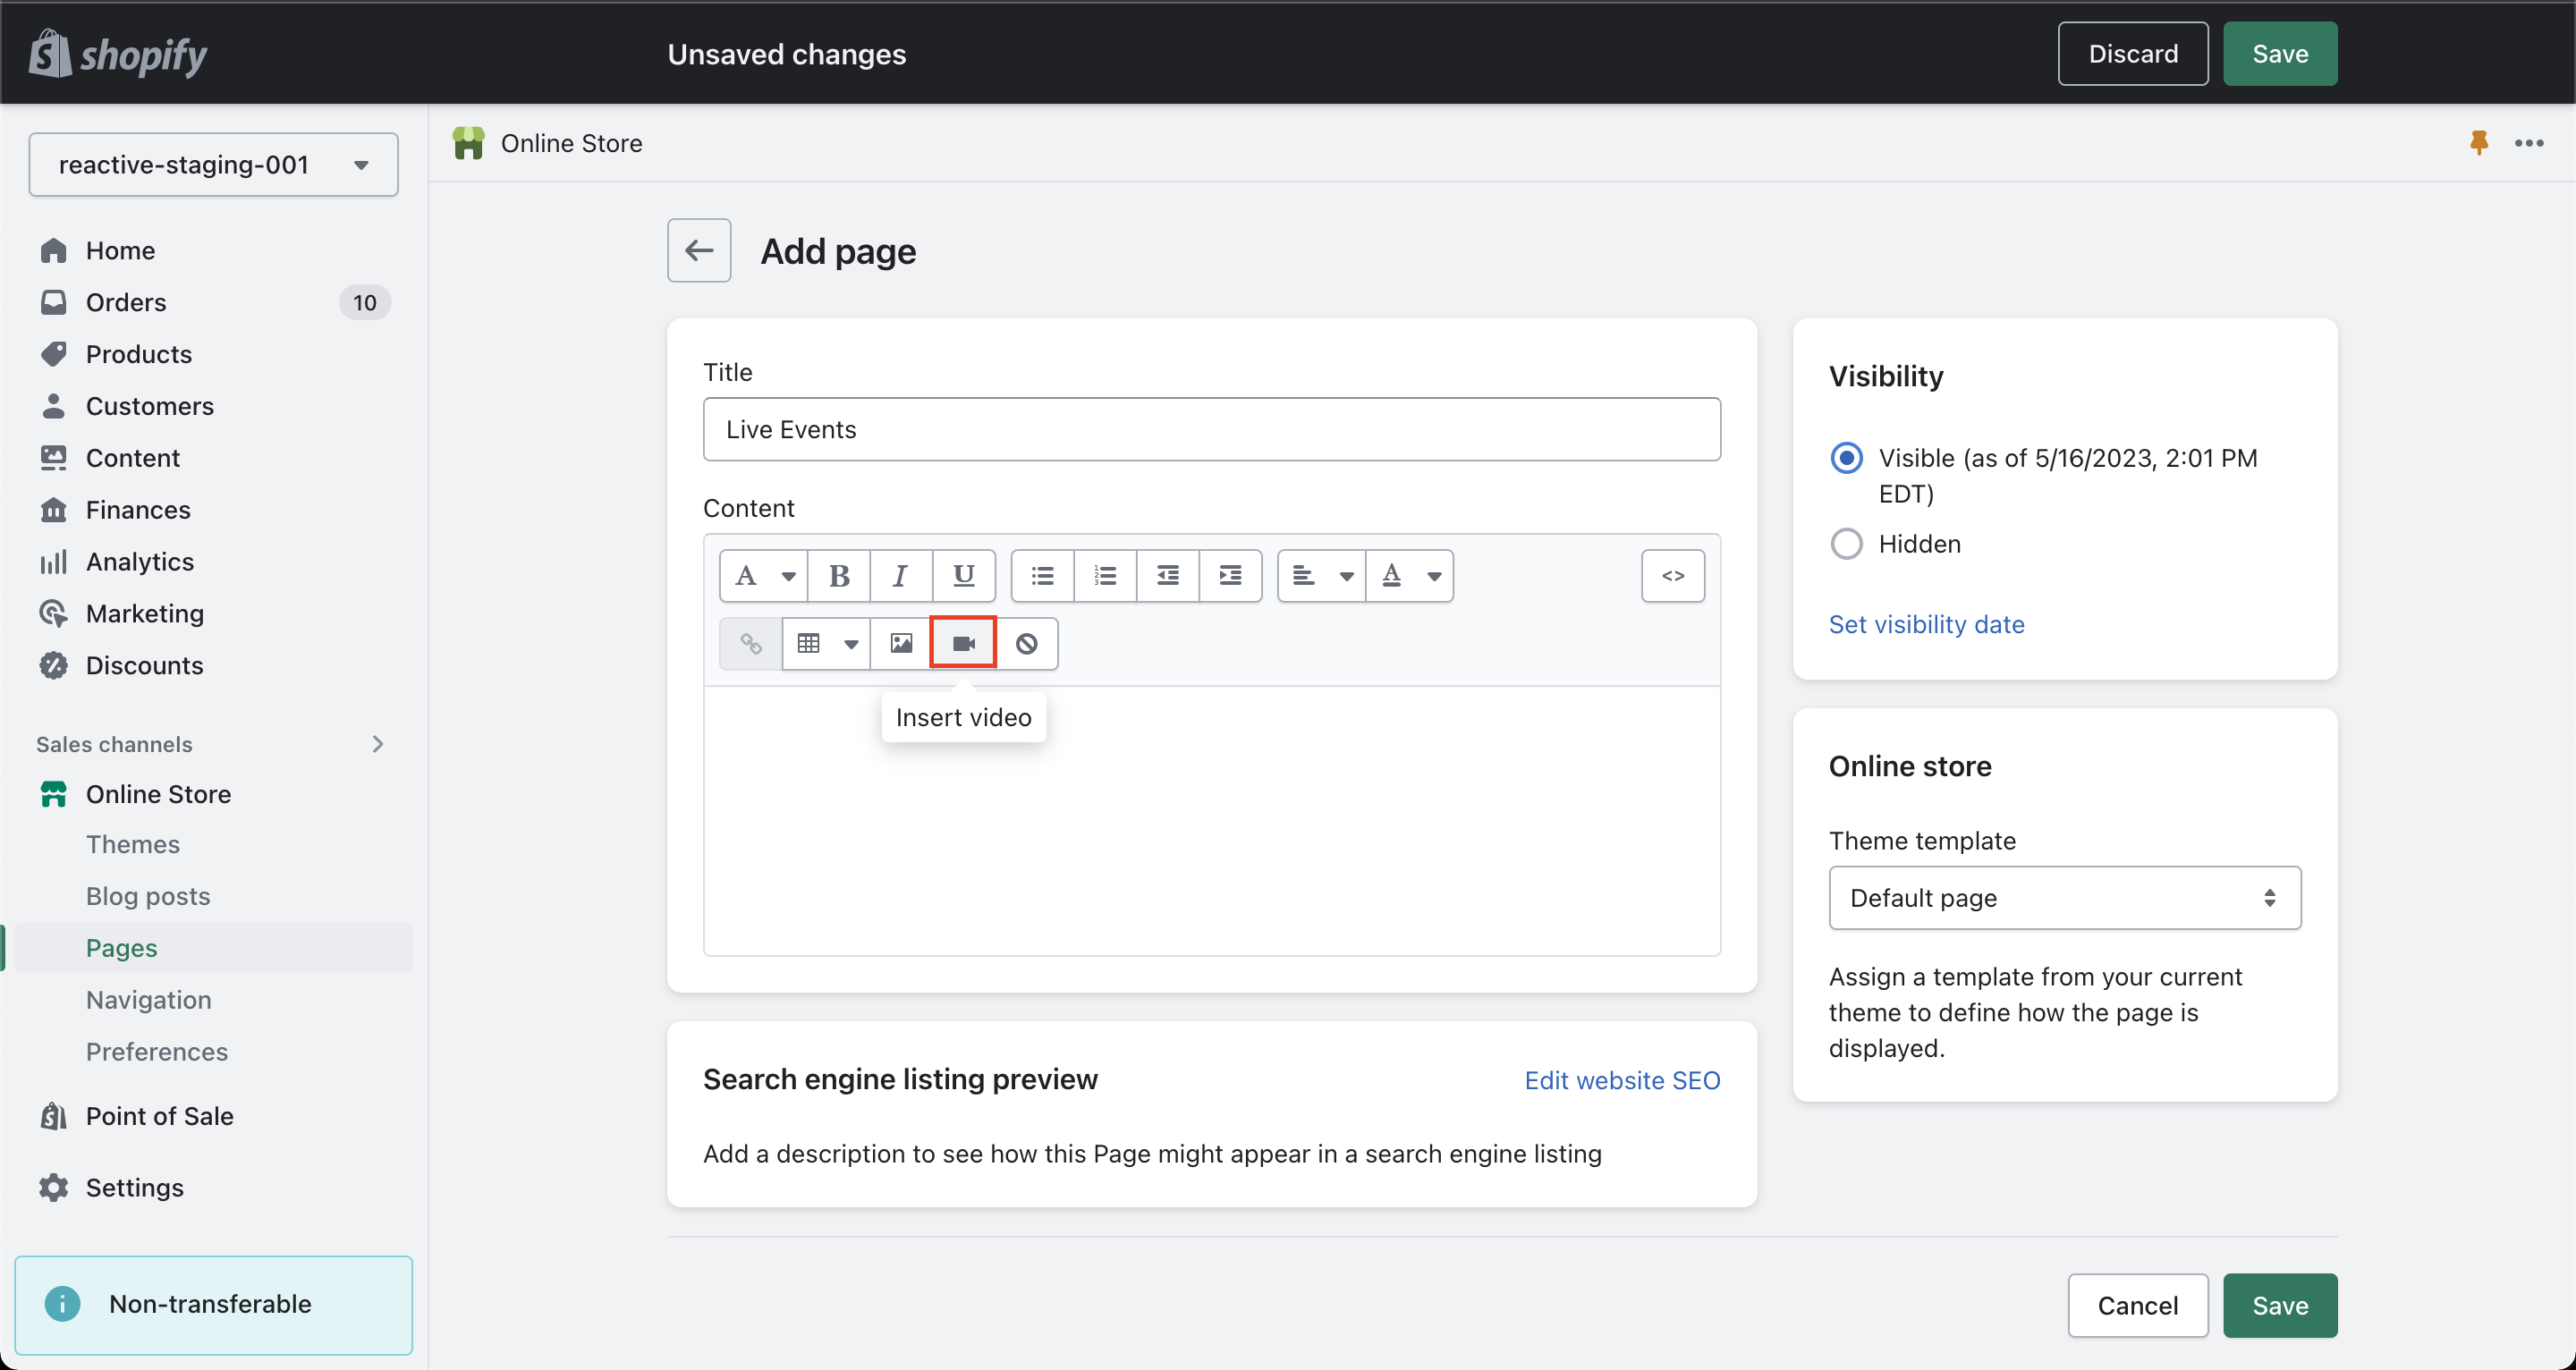 shopify
Unsaved changes
Discard
Save
reactive-staging-001
Online Store
Home
Orders
10
Products
Customers
Content
Finances
Analytics
Marketing
Discounts
Sales channels
Online Store
Themes
Blog posts
Pages
Navigation
Preferences
Point of Sale
Settings
Non-transferable
Add page
Title
Live Events
Content
A
B
I
U
A
<>
Insert video
Search engine listing preview
Edit website SEO
Add a description to see how this Page might appear in a search engine listing
Visibility
Visible (as of 5/16/2023, 2:01 PM
EDT)
Hidden
Set visibility date
Online store
Theme template
Default page
Assign a template from your current
theme to define how the page is
displayed.
Cancel
Save